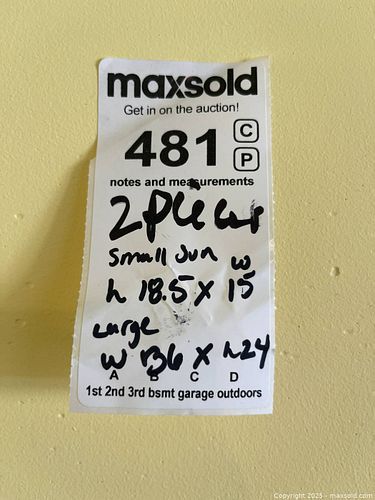 maxsold
Get in on the auction!
481 C
P
notes and measurements
2 pieces
small sun w
h 18.5 x 15
Large
w 36 x h 24
A B C D
1st 2nd 3rd bsmt garage outdoors
Copyright 2025 - maxsold.com